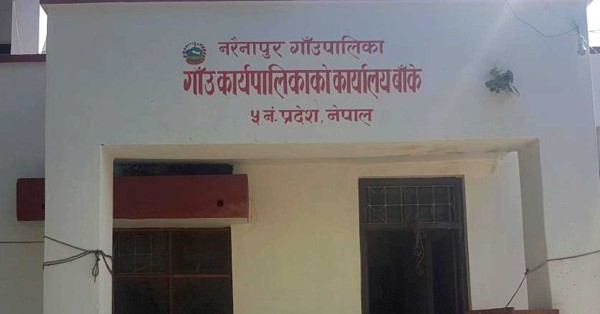 नरैनापुर गाँउपालिका
गाँउ कार्यपालिकाको कार्यालय बाँके
५ नं. प्रदेश, नेपाल